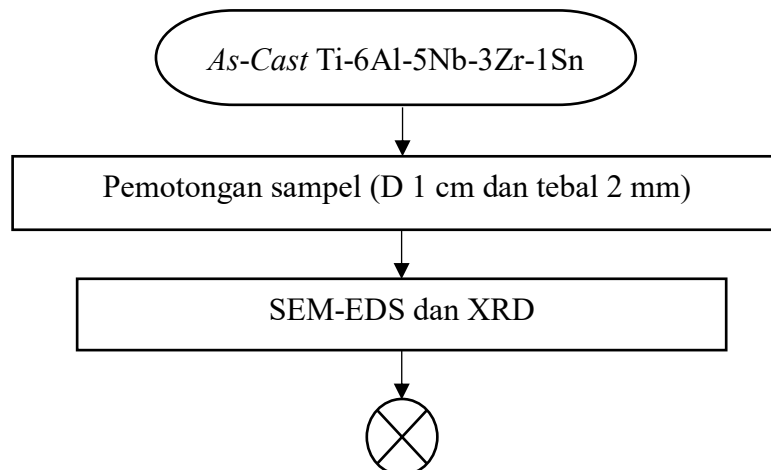 As-Cast Ti-6Al-5Nb-3Zr-1Sn
Pemotongan sampel (D 1 cm dan tebal 2 mm)
SEM-EDS dan XRD